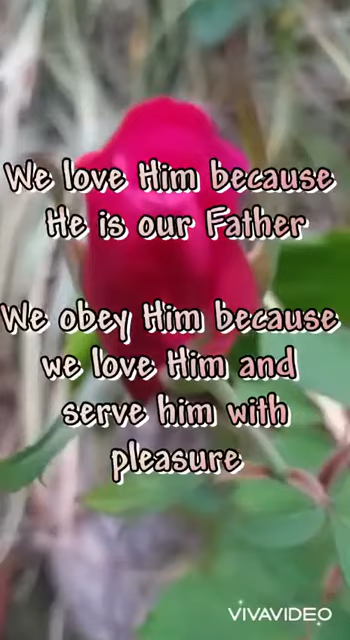 We love Him because
He is our Father
We obey Him because
we love Him and
serve him with
pleasure
VIVAVIDEO